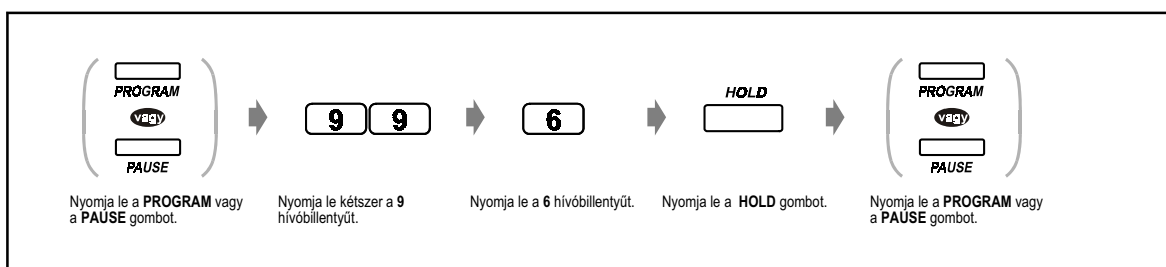 PROGRAM
vagy
PAUSE
9 9
6
HOLD
PROGRAM
vagy
PAUSE
Nyomja le a PROGRAM vagy
a PAUSE gombot.
Nyomja le kétszer a 9
hívóbillentyűt.
Nyomja le a 6 hívóbillentyűt.
Nyomja le a HOLD gombot.
Nyomja le a PROGRAM vagy
a PAUSE gombot.